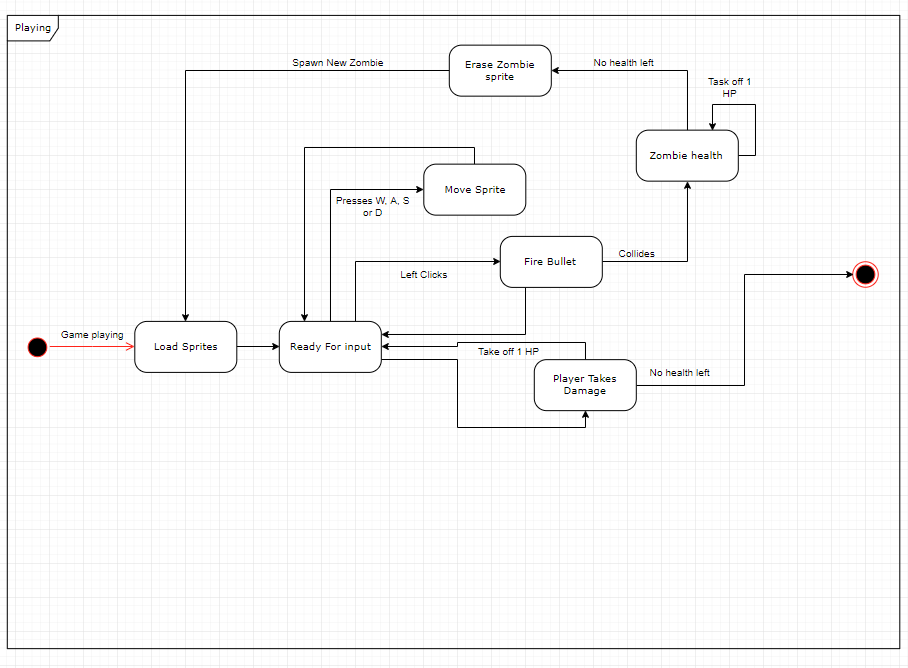 Playing
Spawn New Zombie
Erase Zombie
sprite
No health left
Task off 1
HP
Zombie health
Move Sprite
Presses W, A, S
or D
Fire Bullet
Collides
Left Clicks
Game playing
Load Sprites
Ready For input
Take off 1 HP
Player Takes
Damage
No health left